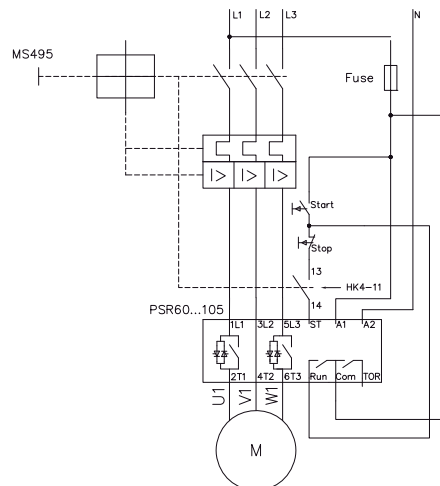 L1 L2 L3 N
MS495
Fuse
I> I> I>
Start
Stop
13
HK4-11
14
PSR60...105
1L1 3L2 5L3 ST A1 A2
2T1 4T2 6T3 Run Com TOR
U1 V1 W1
M